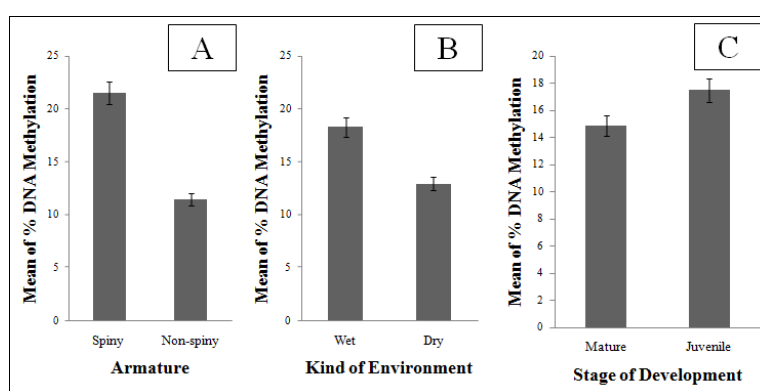 A
Mean of % DNA Methylation
25
20
15
10
5
0
Spiny Non-spiny
Armature
B
Mean of % DNA Methylation
25
20
15
10
5
0
Wet Dry
Kind of Environment
C
Mean of % DNA Methylation
20
18
16
14
12
10
8
6
4
2
0
Mature Juvenile
Stage of Development